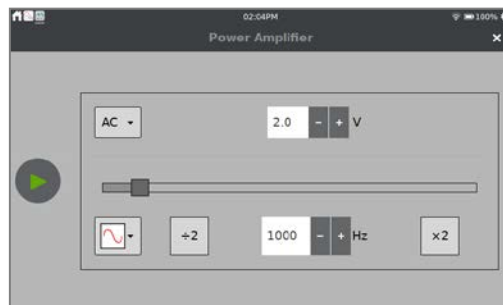 02:04PM 100%
Power Amplifier ×
AC 2.0 − + V
÷2 1000 − + Hz ×2